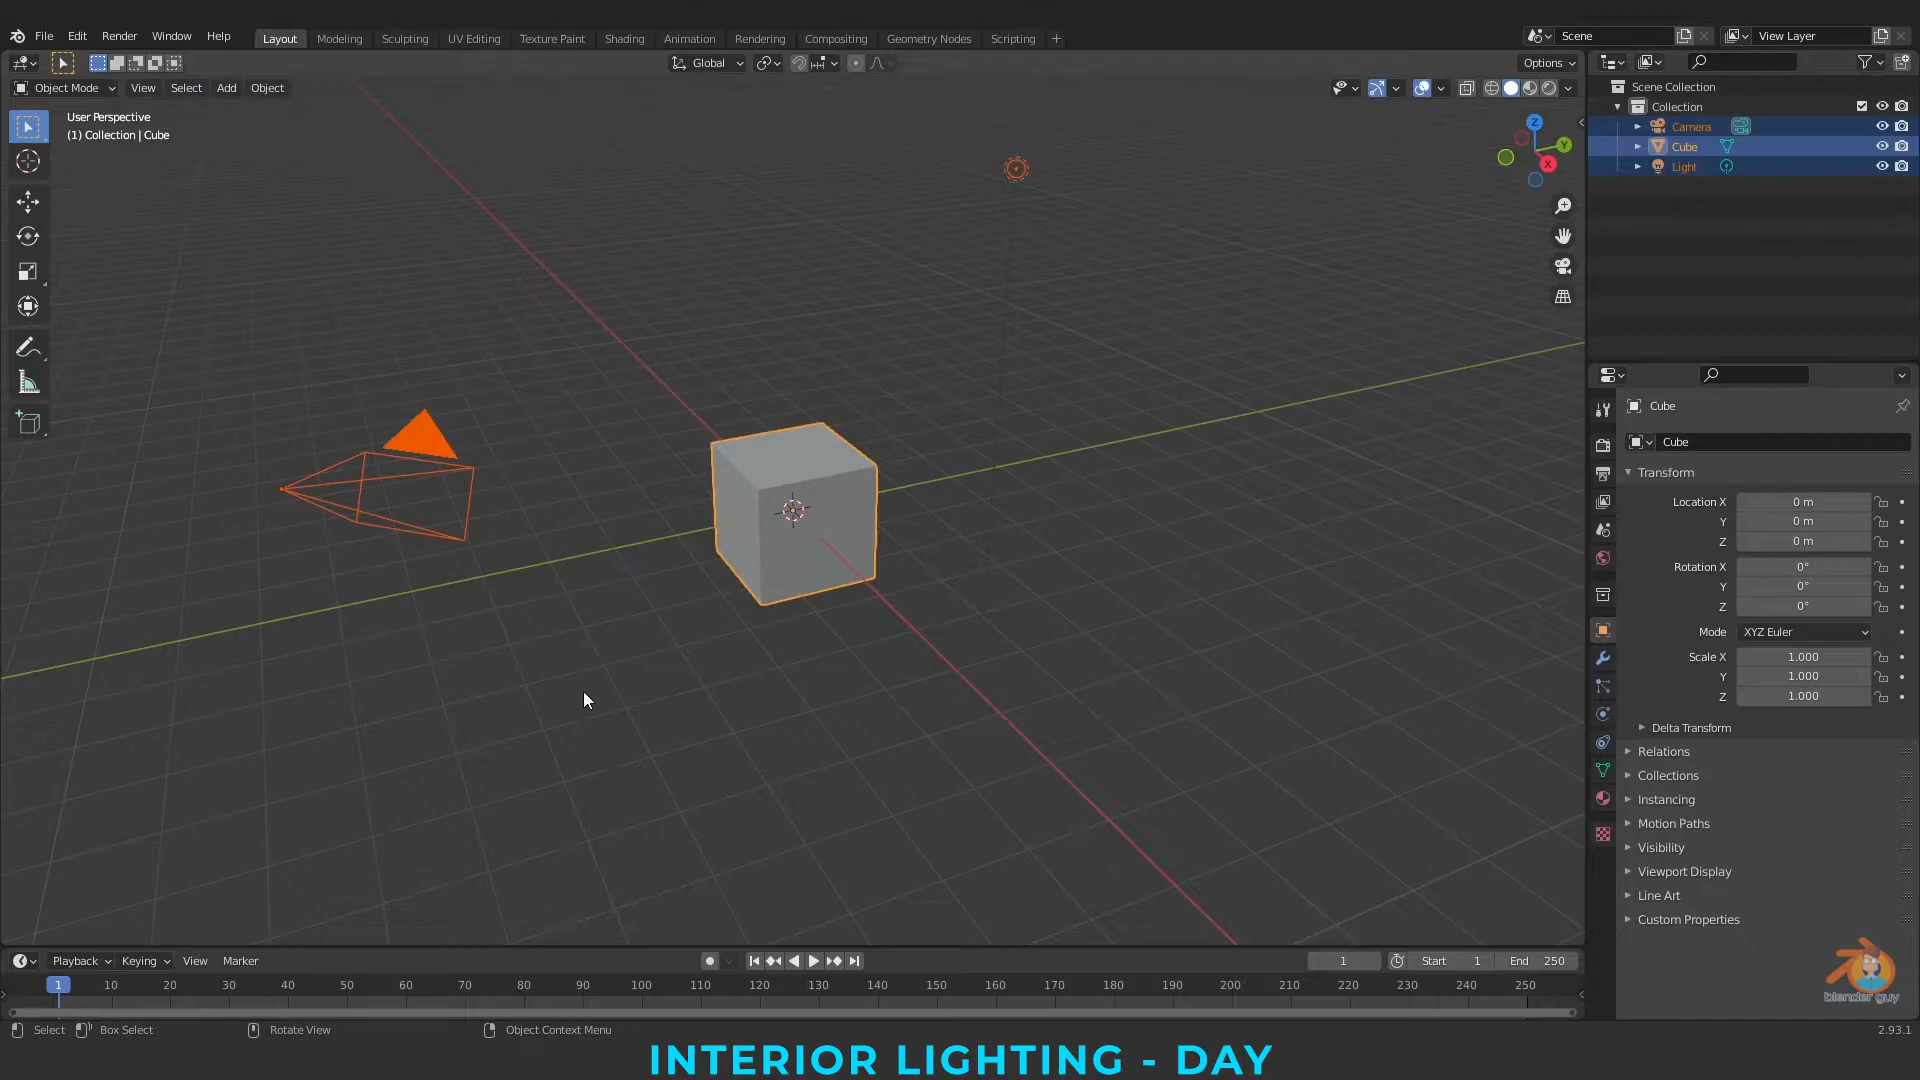 File Edit Render Window Help
Layout Modeling Sculpting UV Editing Texture Paint Shading Animation Rendering Compositing Geometry Nodes Scripting +
Scene
View Layer
Global
Options
Object Mode View Select Add Object
User Perspective
(1) Collection | Cube
Z
Y
X
Scene Collection
Collection
Camera
Cube
Light
Cube
Cube
Transform
Location X 0 m
Y 0 m
Z 0 m
Rotation X 0°
Y 0°
Z 0°
Mode XYZ Euler
Scale X 1.000
Y 1.000
Z 1.000
Delta Transform
Relations
Collections
Instancing
Motion Paths
Visibility
Viewport Display
Line Art
Custom Properties
blender guy
Playback Keying View Marker
1 Start 1 End 250
1 10 20 30 40 50 60 70 80 90 100 110 120 130 140 150 160 170 180 190 200 210 220 230 240 250
Select Box Select Rotate View Object Context Menu 2.93.1
INTERIOR LIGHTING - DAY